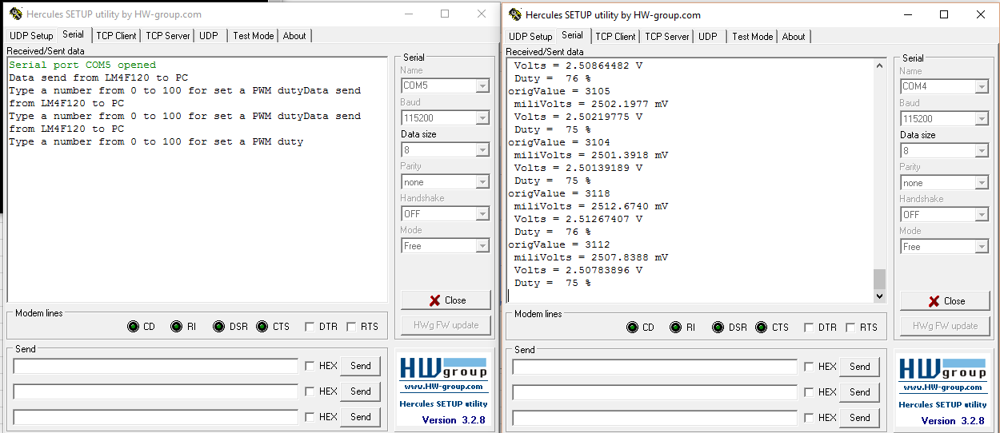 Hercules SETUP utility by HW-group.com
UDP Setup Serial TCP Client TCP Server UDP Test Mode About
Received/Sent data
Serial port COM5 opened
Data send from LM4F120 to PC
Type a number from 0 to 100 for set a PWM dutyData send
from LM4F120 to PC
Type a number from 0 to 100 for set a PWM dutyData send
from LM4F120 to PC
Type a number from 0 to 100 for set a PWM duty
Serial
Name
COM5
Baud
115200
Data size
8
Parity
none
Handshake
OFF
Mode
Free
Close
HWg FW update
Modem lines
CD RI DSR CTS DTR RTS
Send
HEX Send
HEX Send
HEX Send
HW group
www.HW-group.com
Hercules SETUP utility
Version 3.2.8
Hercules SETUP utility by HW-group.com
UDP Setup Serial TCP Client TCP Server UDP Test Mode About
Received/Sent data
Volts = 2.50864482 V
Duty = 76 %
origValue = 3105
miliVolts = 2502.1977 mV
Volts = 2.50219775 V
Duty = 75 %
origValue = 3104
miliVolts = 2501.3918 mV
Volts = 2.50139189 V
Duty = 75 %
origValue = 3118
miliVolts = 2512.6740 mV
Volts = 2.51267407 V
Duty = 76 %
origValue = 3112
miliVolts = 2507.8388 mV
Volts = 2.50783896 V
Duty = 75 %
Serial
Name
COM4
Baud
115200
Data size
8
Parity
none
Handshake
OFF
Mode
Free
Close
HWg FW update
Modem lines
CD RI DSR CTS DTR RTS
Send
HEX Send
HEX Send
HEX Send
HW group
www.HW-group.com
Hercules SETUP utility
Version 3.2.8